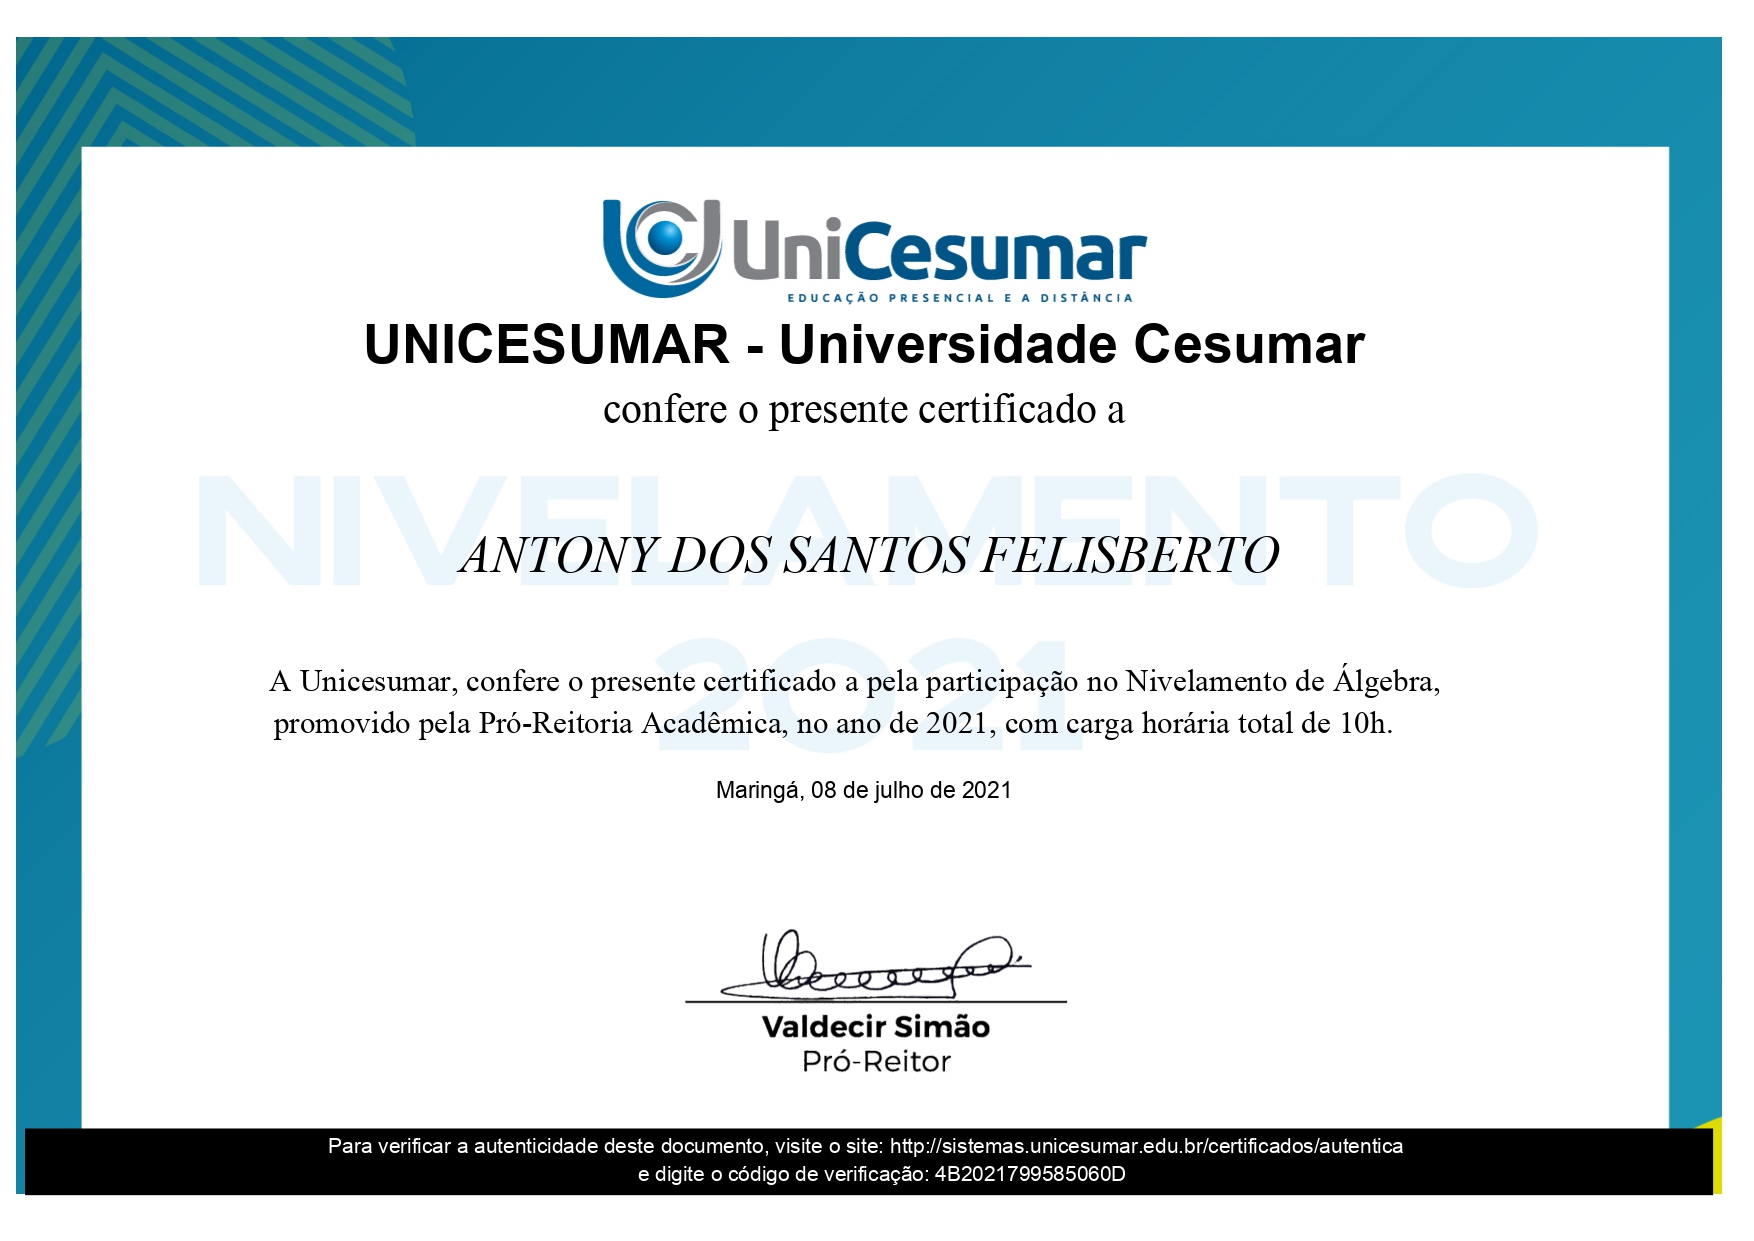 UniCesumar
EDUCAÇÃO PRESENCIAL E A DISTÂNCIA
UNICESUMAR - Universidade Cesumar
confere o presente certificado a
NIVELAMENTO
ANTONY DOS SANTOS FELISBERTO
2021
A Unicesumar, confere o presente certificado a pela participação no Nivelamento de Álgebra,
promovido pela Pró-Reitoria Acadêmica, no ano de 2021, com carga horária total de 10h.
Maringá, 08 de julho de 2021
Valdecir Simão
Pró-Reitor
Para verificar a autenticidade deste documento, visite o site: http://sistemas.unicesumar.edu.br/certificados/autentica
e digite o código de verificação: 4B2021799585060D